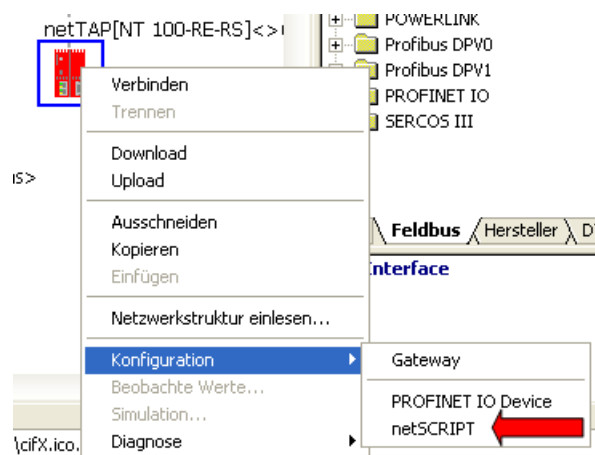 netTAP[NT 100-RE-RS]<>
POWERLINK
Profibus DPV0
Profibus DPV1
PROFINET IO
SERCOS III
Verbinden
Trennen
Download
Upload
s>
Ausschneiden
Kopieren
Einfügen
Feldbus
Hersteller
D
nterface
Netzwerkstruktur einlesen...
Konfiguration
Gateway
Beobachte Werte...
PROFINET IO Device
Simulation...
netSCRIPT
Diagnose
\cifX.ico.